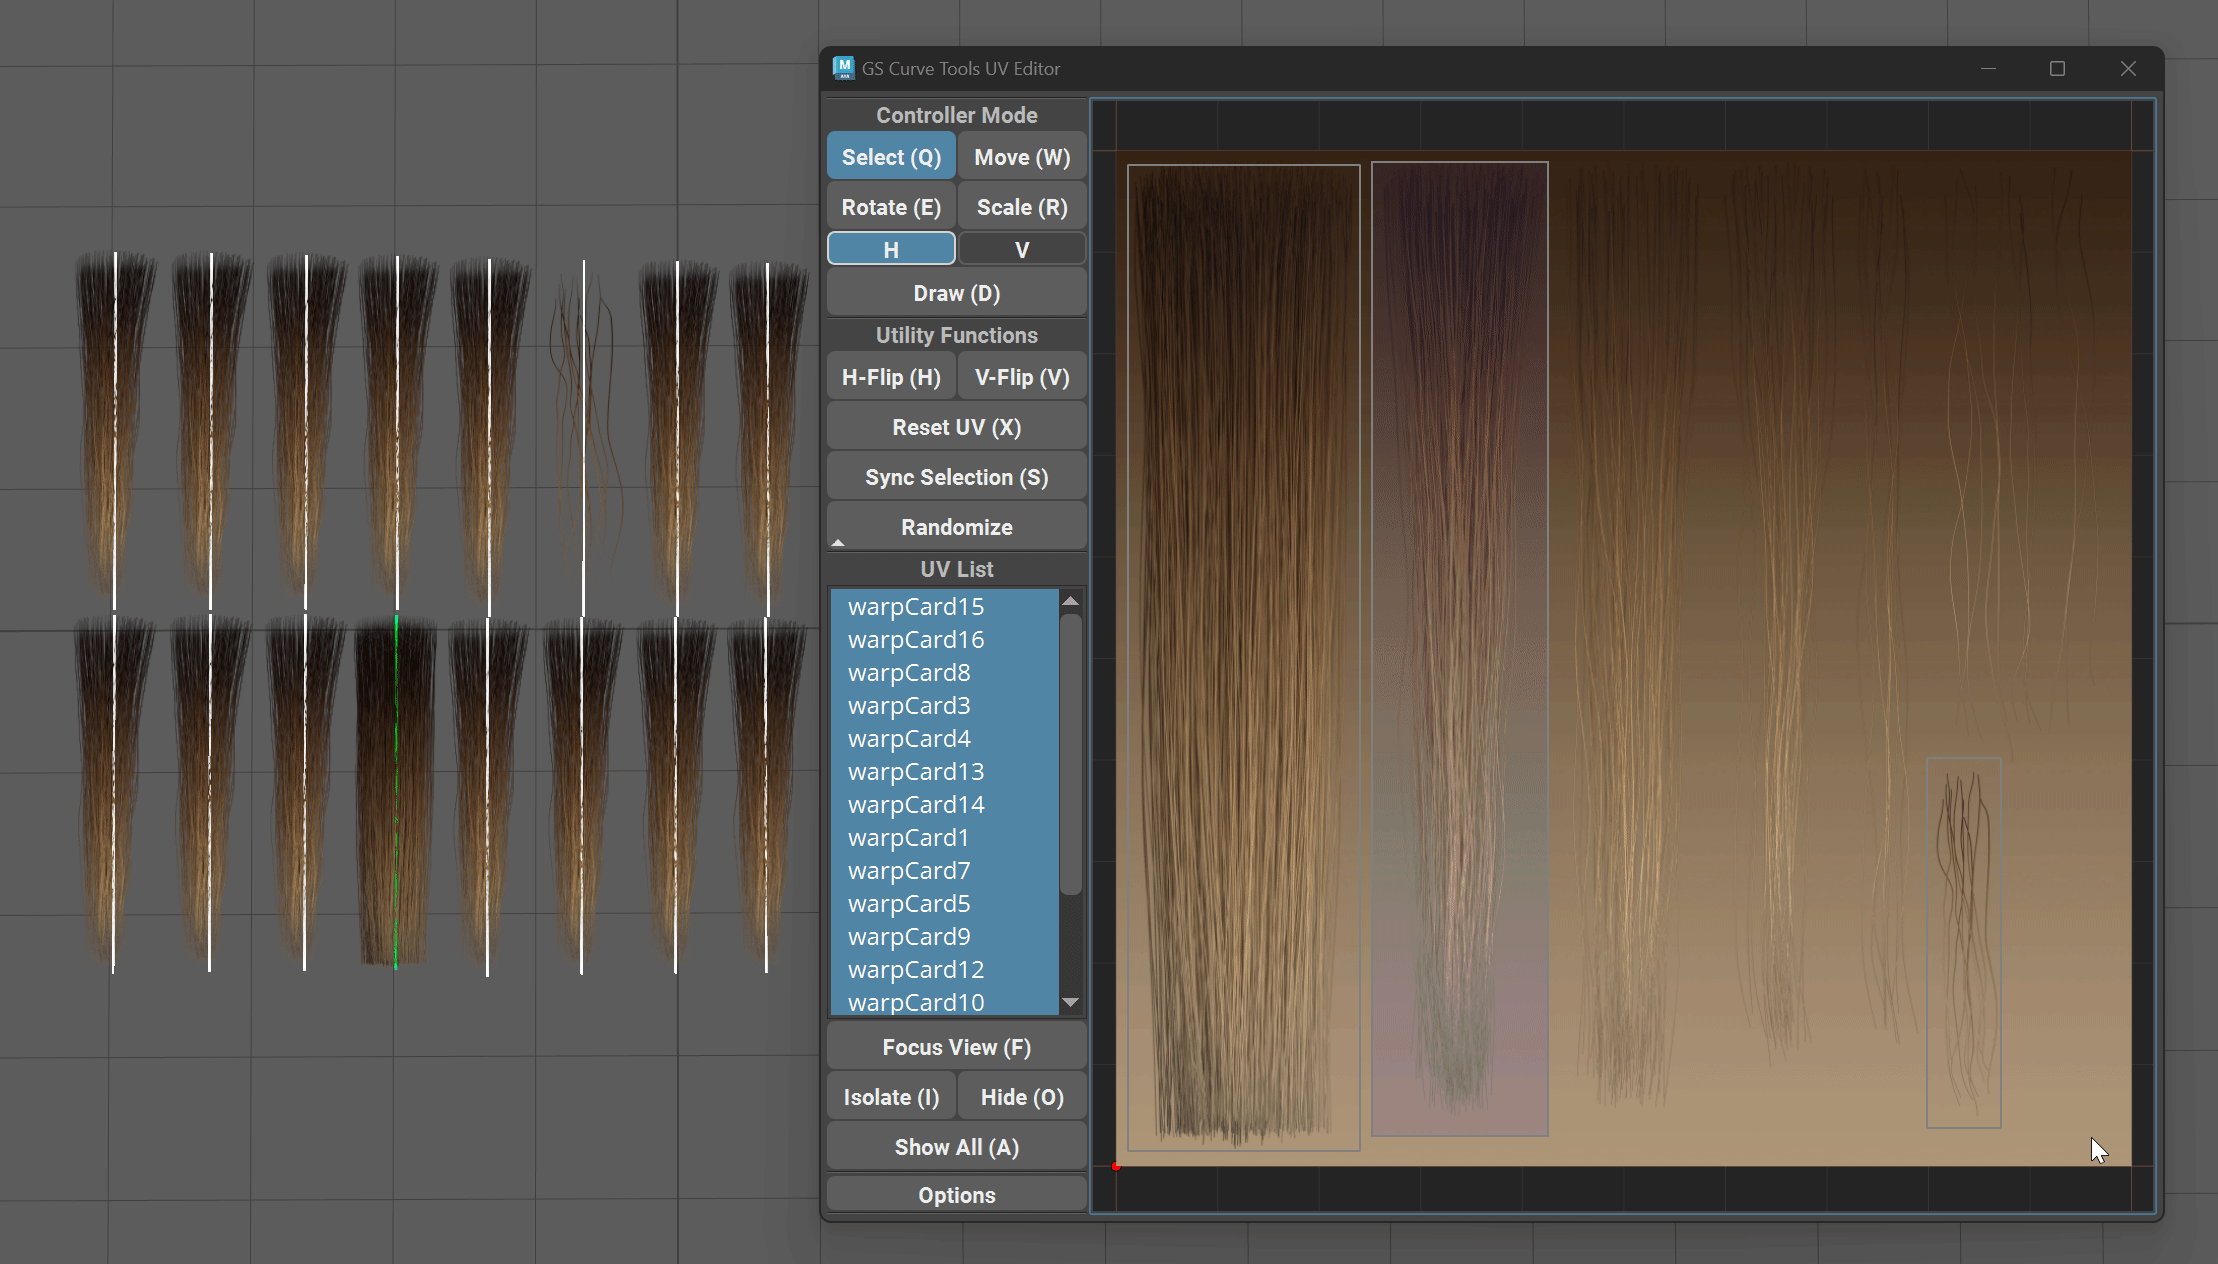 GS Curve Tools UV Editor
Controller Mode
Select (Q) Move (W)
Rotate (E) Scale (R)
H V
Draw (D)
Utility Functions
H-Flip (H) V-Flip (V)
Reset UV (X)
Sync Selection (S)
Randomize
UV List
warpCard15
warpCard16
warpCard8
warpCard3
warpCard4
warpCard13
warpCard14
warpCard1
warpCard7
warpCard5
warpCard9
warpCard12
warpCard10
Focus View (F)
Isolate (I) Hide (O)
Show All (A)
Options